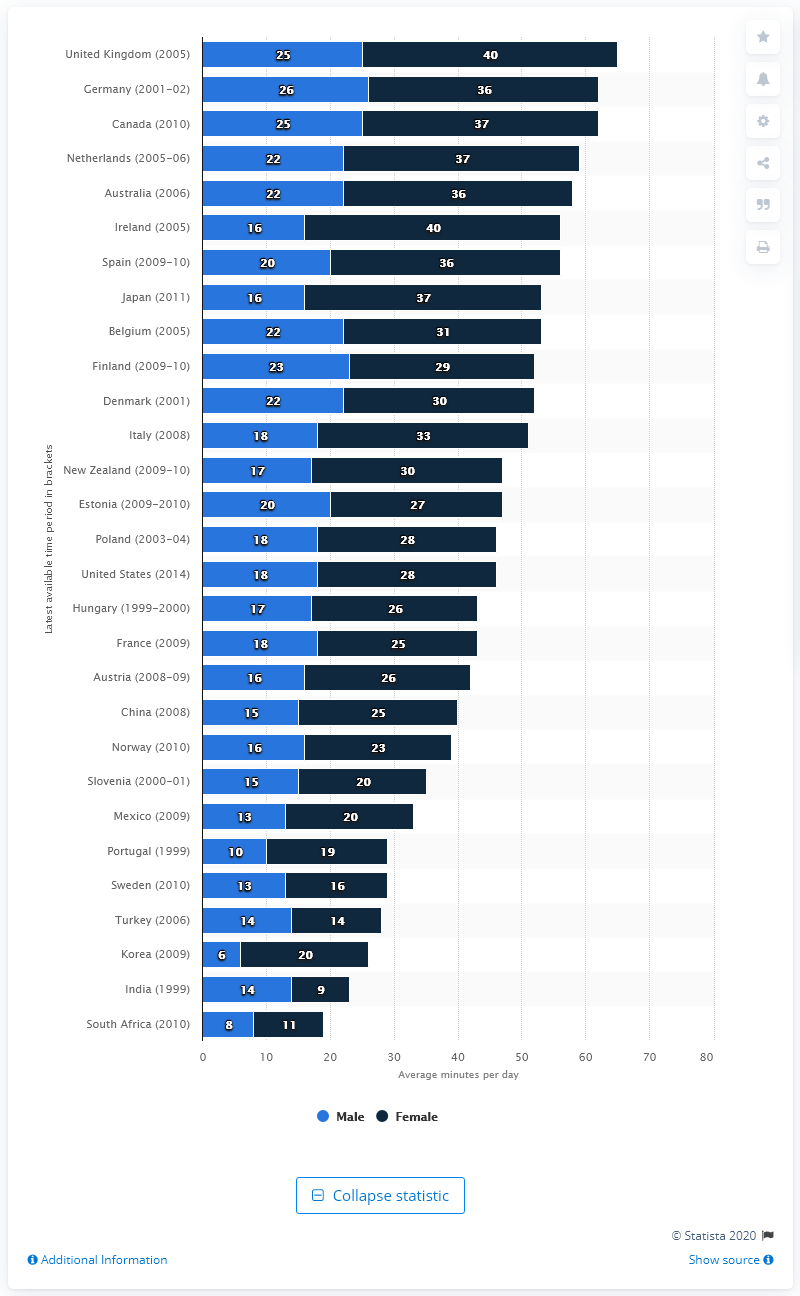 United Kingdom (2005) 25 40
Germany (2001-02) 26 36
Canada (2010) 25 37
Netherlands (2005-06) 22 37
Australia (2006) 22 36
Ireland (2005) 16 40
Spain (2009-10) 20 36
Japan (2011) 16 37
Belgium (2005) 22 31
Finland (2009-10) 23 29
Denmark (2001) 22 30
Italy (2008) 18 33
New Zealand (2009-10) 17 30
Estonia (2009-2010) 20 27
Poland (2003-04) 18 28
United States (2014) 18 28
Hungary (1999-2000) 17 26
France (2009) 18 25
Austria (2008-09) 16 26
China (2008) 15 25
Norway (2010) 16 23
Slovenia (2000-01) 15 20
Mexico (2009) 13 20
Portugal (1999) 10 19
Sweden (2010) 13 16
Turkey (2006) 14 14
Korea (2009) 6 20
India (1999) 14 9
South Africa (2010) 8 11
Latest available time period in brackets
0 10 20 30 40 50 60 70 80
Average minutes per day
Male Female
Collapse statistic
© Statista 2020
Additional Information Show source